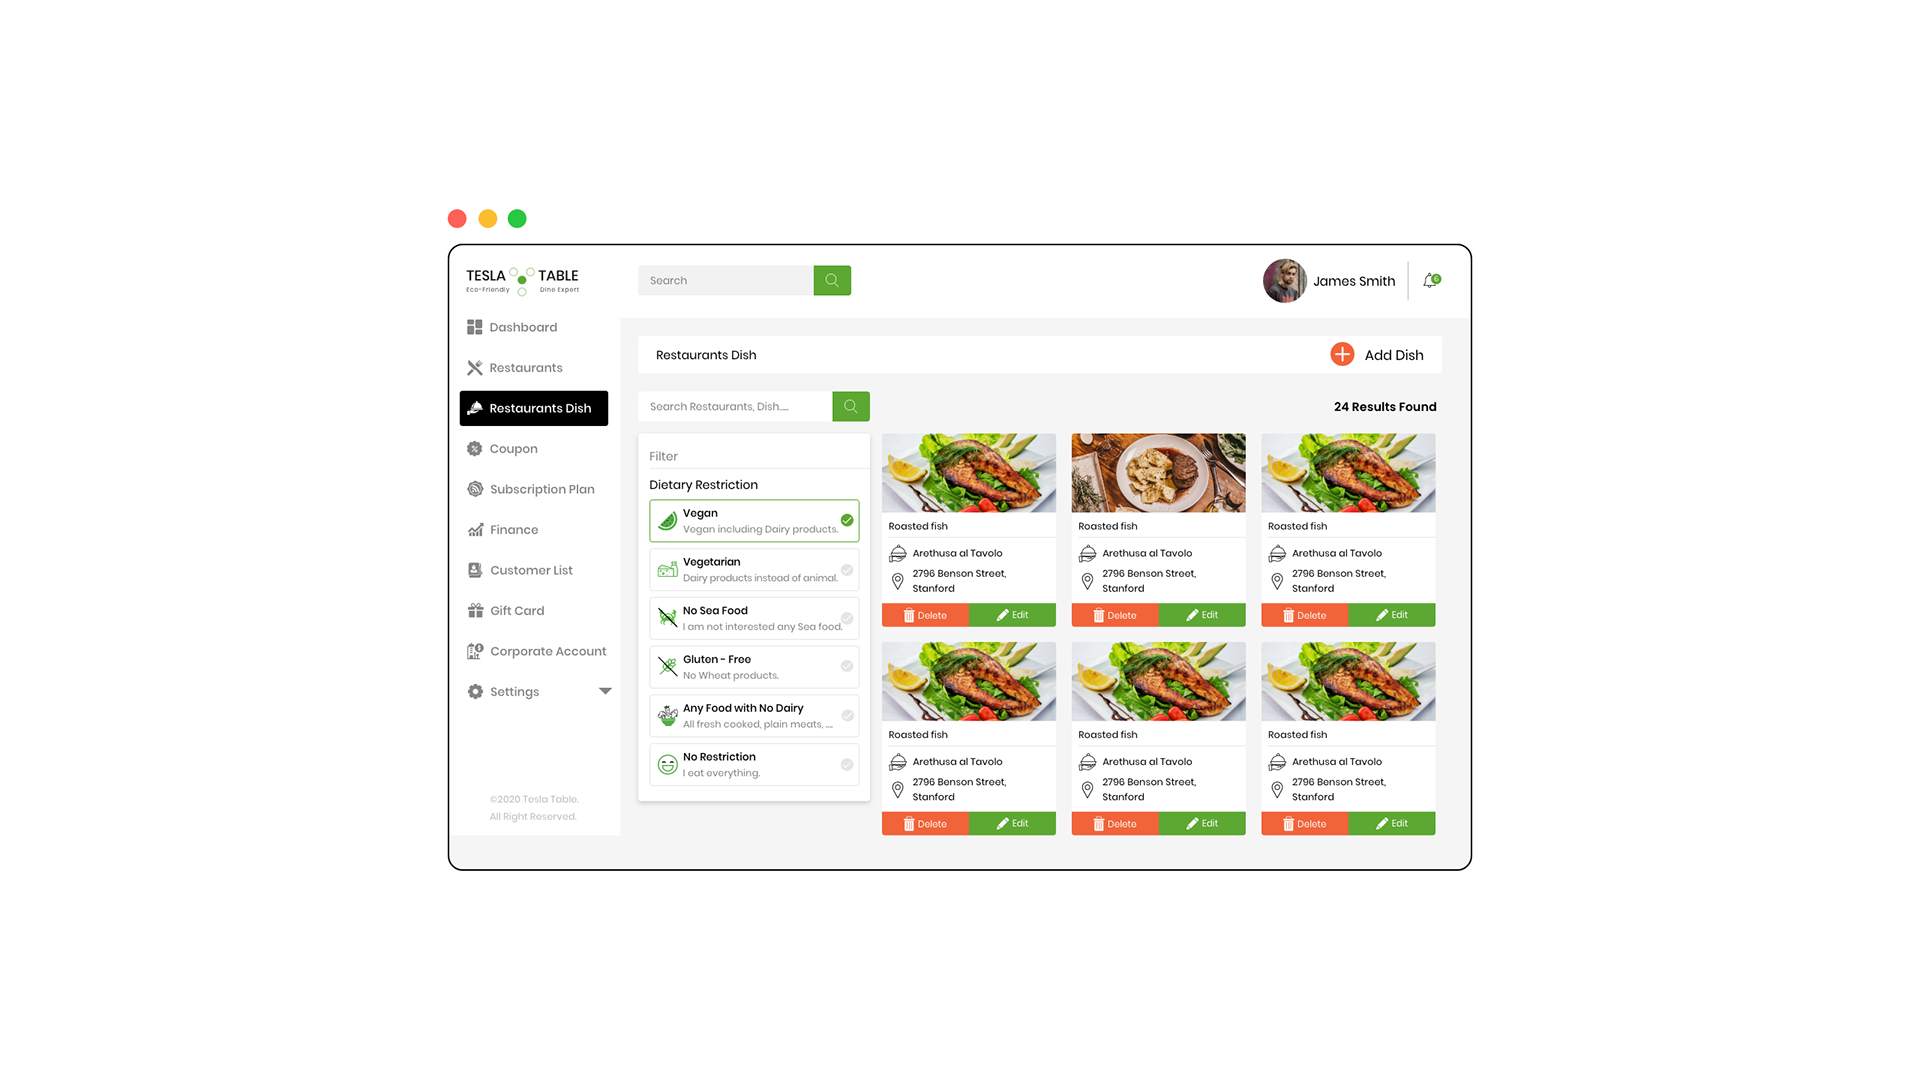 TESLA TABLE
Eco-Friendly Dine Expert
Search
James Smith
6
Dashboard
Restaurants
Restaurants Dish
Coupon
Subscription Plan
Finance
Customer List
Gift Card
Corporate Account
Settings
©2020 Tesla Table.
All Right Reserved.
Restaurants Dish
Add Dish
Search Restaurants, Dish.....
24 Results Found
Filter
Dietary Restriction
Vegan
Vegan including Dairy products.
Vegetarian
Dairy products instead of animal.
No Sea Food
I am not interested any Sea food.
Gluten - Free
No Wheat products.
Any Food with No Dairy
All fresh cooked, plain meats, ....
No Restriction
I eat everything.
Roasted fish
Arethusa al Tavolo
2796 Benson Street,
Stanford
Delete Edit
Roasted fish
Arethusa al Tavolo
2796 Benson Street,
Stanford
Delete Edit
Roasted fish
Arethusa al Tavolo
2796 Benson Street,
Stanford
Delete Edit
Roasted fish
Arethusa al Tavolo
2796 Benson Street,
Stanford
Delete Edit
Roasted fish
Arethusa al Tavolo
2796 Benson Street,
Stanford
Delete Edit
Roasted fish
Arethusa al Tavolo
2796 Benson Street,
Stanford
Delete Edit